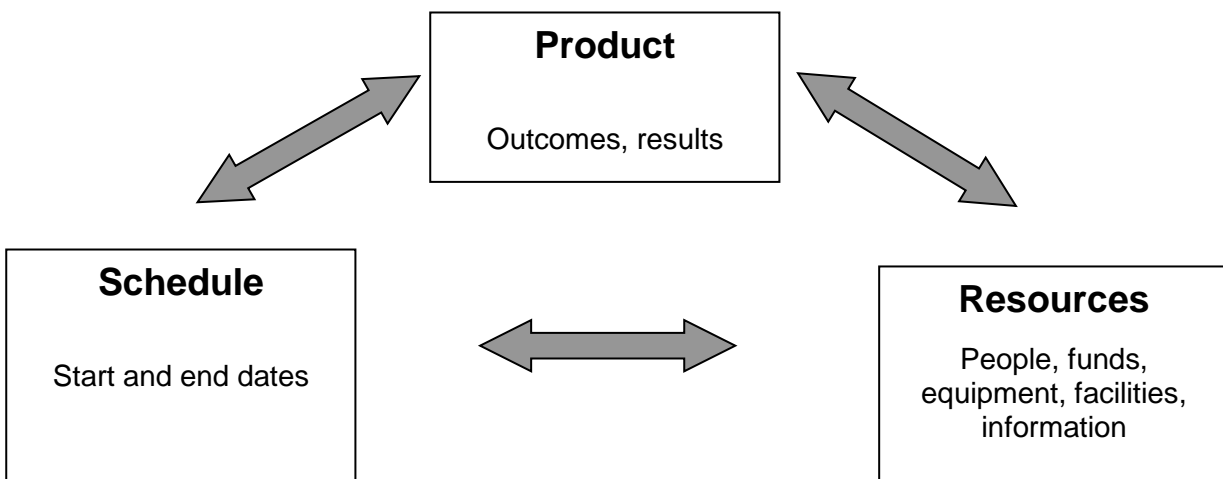 Product
Outcomes, results
Schedule
Start and end dates
Resources
People, funds,
equipment, facilities,
information